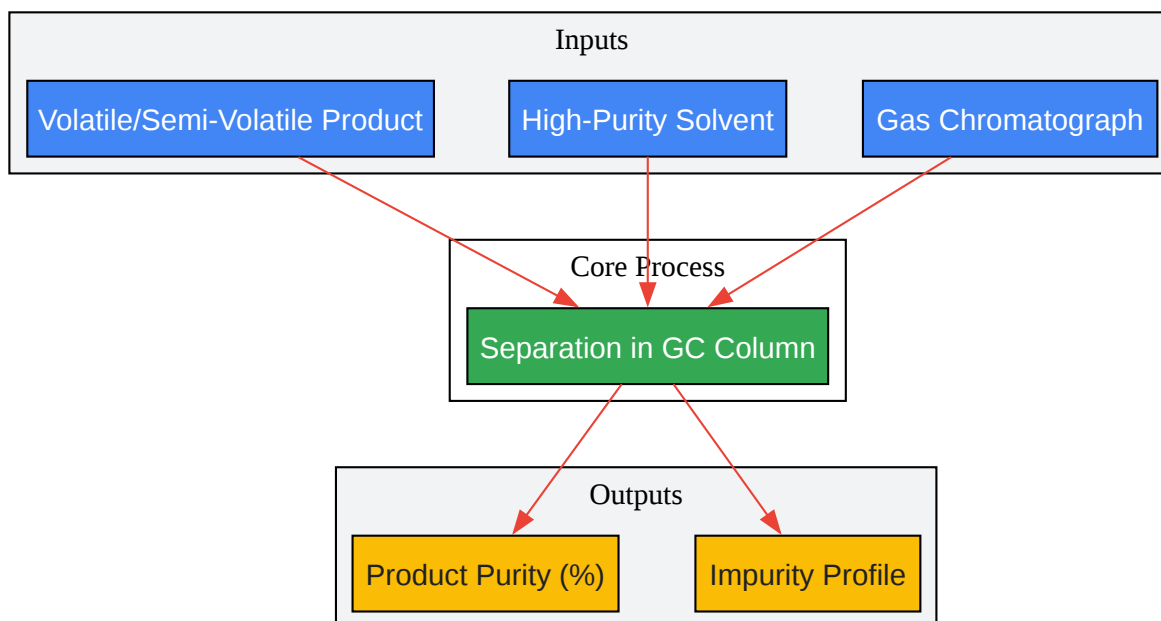 Inputs
Volatile/Semi-Volatile Product
High-Purity Solvent
Gas Chromatograph
Core Process
Separation in GC Column
Outputs
Product Purity (%)
Impurity Profile